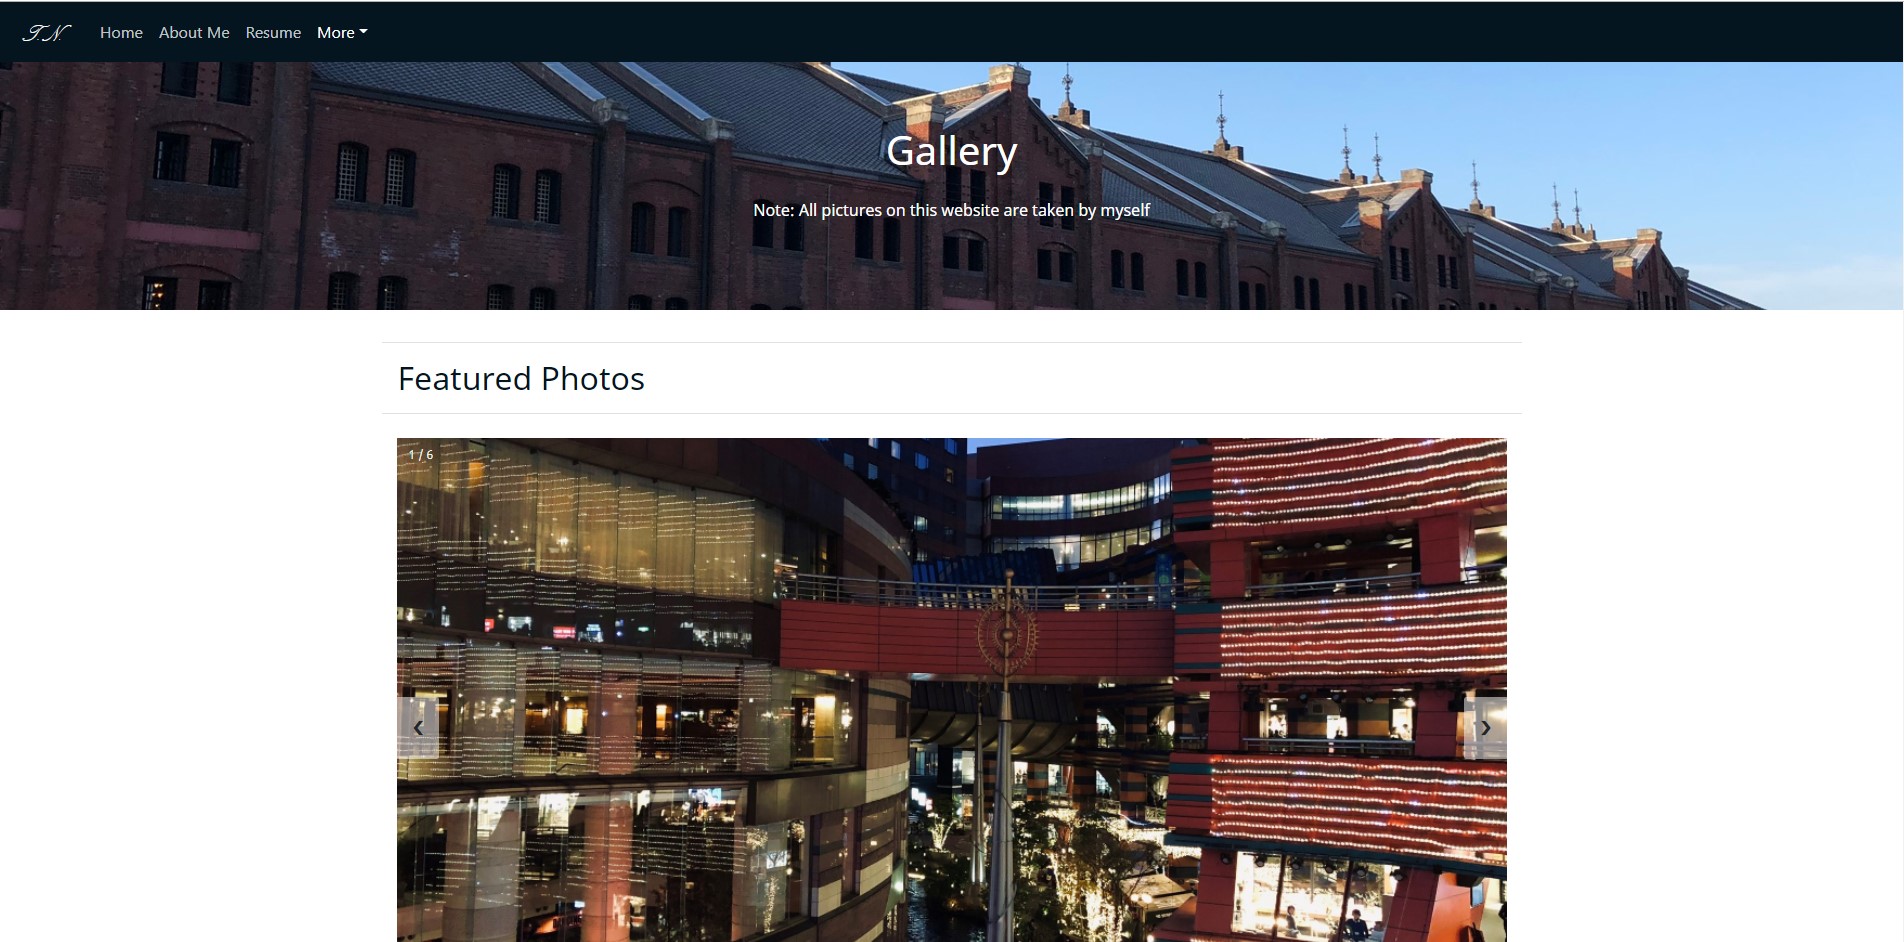 T.N.
Home About Me Resume More
Gallery
Note: All pictures on this website are taken by myself
Featured Photos
1 / 6
❮ ❯